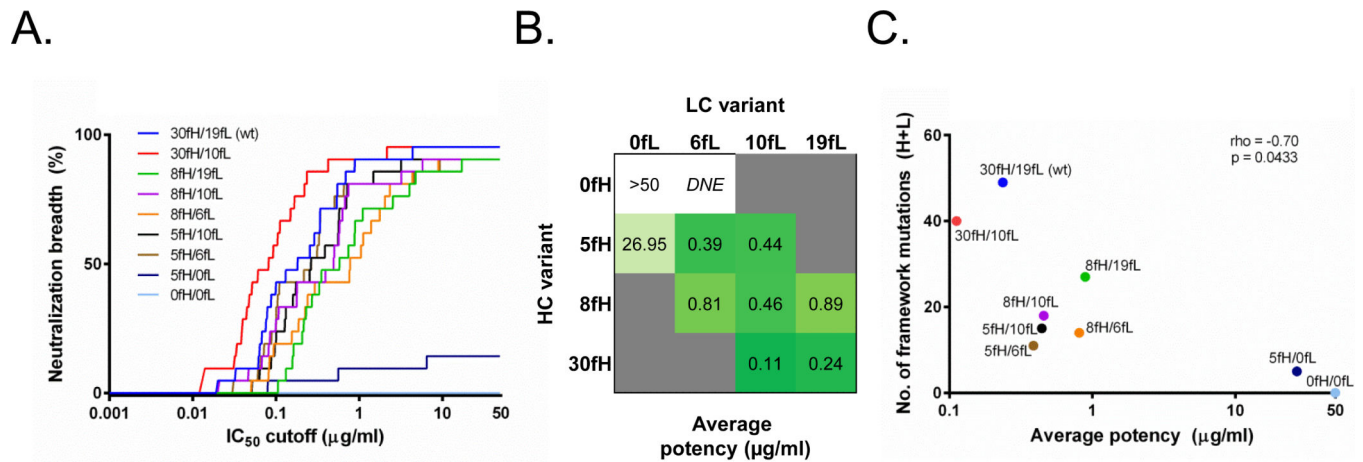 A.
Neutralization breadth (%)
100
50
0
30fH/19fL (wt)
30fH/10fL
8fH/19fL
8fH/10fL
8fH/6fL
5fH/10fL
5fH/6fL
5fH/0fL
0fH/0fL
0.001 0.01 0.1 1 10 50
IC50 cutoff (μg/ml)
B.
LC variant
0fL 6fL 10fL 19fL
HC variant
0fH >50 DNE
5fH 26.95 0.39 0.44
8fH 0.81 0.46 0.89
30fH 0.11 0.24
Average
potency (µg/ml)
C.
No. of framework mutations (H+L)
60
40
20
0
rho = -0.70
p = 0.0433
30fH/19fL (wt)
30fH/10fL
8fH/19fL
8fH/10fL
5fH/10fL
8fH/6fL
5fH/6fL
5fH/0fL
0fH/0fL
0.1 1 10 50
Average potency (μg/ml)